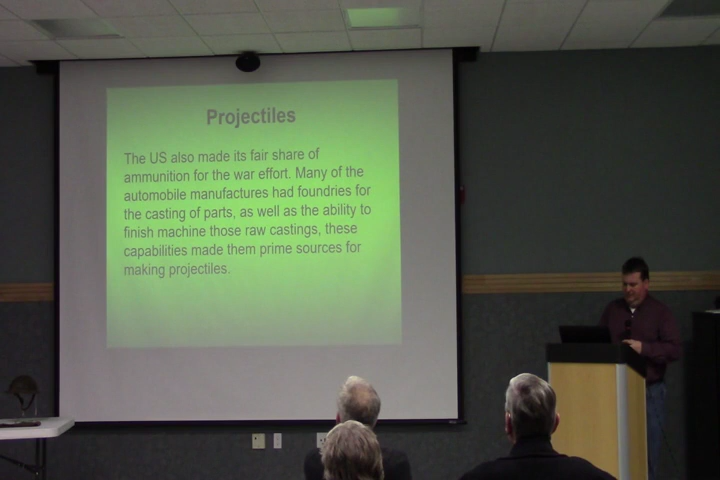 Projectiles
The US also made its fair share of
ammunition for the war effort. Many of the
automobile manufactures had foundries for
the casting of parts, as well as the ability to
finish machine those raw castings, these
capabilities made them prime sources for
making projectiles.